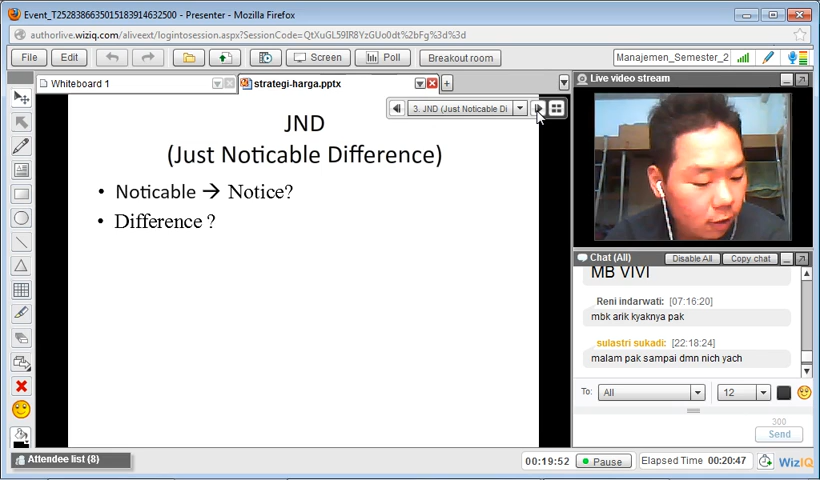 Event_T2528386635015183914632500 - Presenter - Mozilla Firefox
authorlive.wiziq.com/aliveext/logintosession.aspx?SessionCode=QtXuGL59IR8YzGUo0dt%2bFg%3d%3d
File
Edit
Screen
Poll
Breakout room
Manajemen_Semester_2
Whiteboard 1
strategi-harga.pptx
3. JND (Just Noticable Di
JND
(Just Noticable Difference)
• Noticable → Notice?
• Difference ?
Live video stream
Chat (All)
Disable All
Copy chat
MB VIVI
Reni indarwati: [07:16:20]
mbk arik kyaknya pak
sulastri sukadi: [22:18:24]
malam pak sampai dmn nich yach
To:
All
12
300
Send
Attendee list (8)
00:19:52
Pause
Elapsed Time 00:20:47
WizIQ